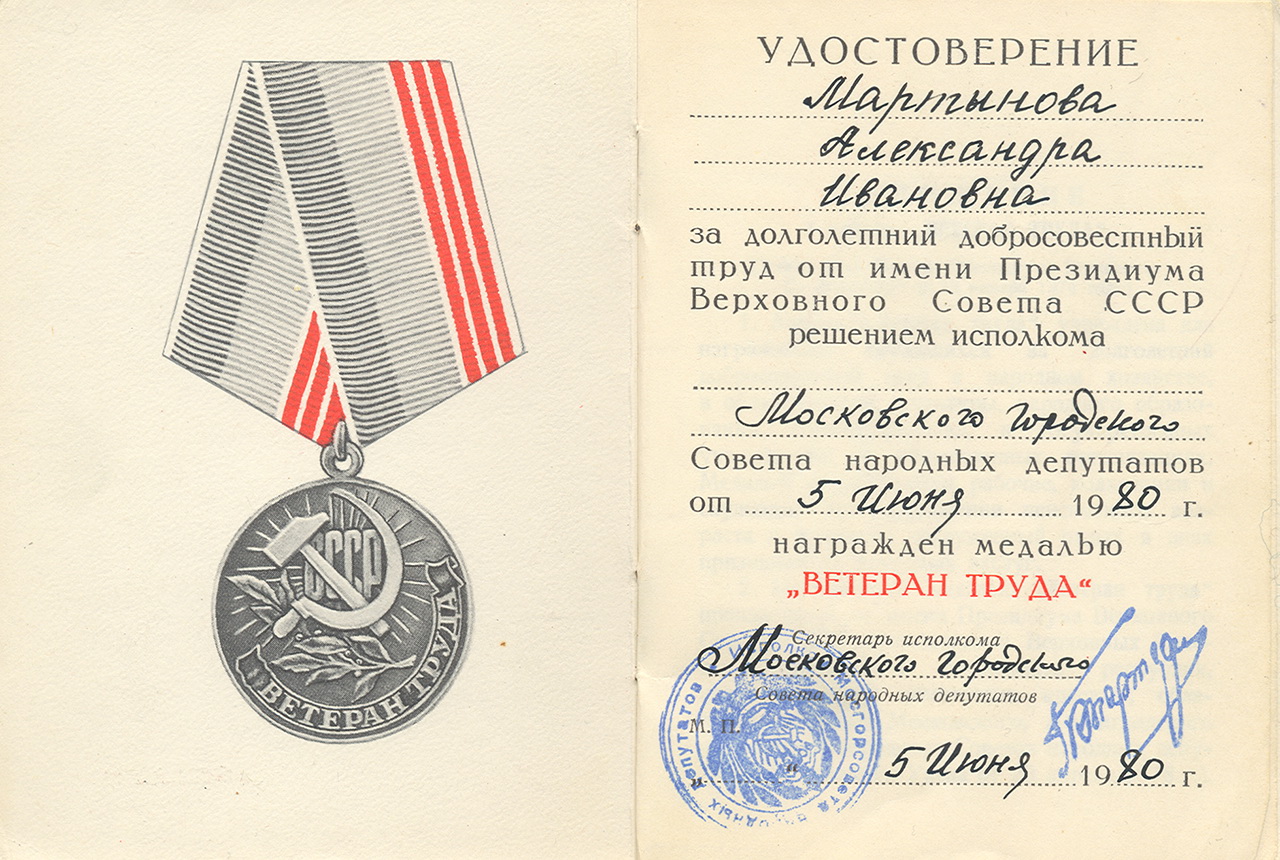 СССР
ВЕТЕРАН ТРУДА
УДОСТОВЕРЕНИЕ
Мартынова
Александра
Ивановна
за долголетний добросовестный
труд от имени Президиума
Верховного Совета СССР
решением исполкома
Московского городского
Совета народных депутатов
от 5 Июня 1980 г.
награжден медалью
„ВЕТЕРАН ТРУДА“
Секретарь исполкома
Московского городского
Совета народных депутатов
М. П.
„ “ 5 Июня 1980 г.